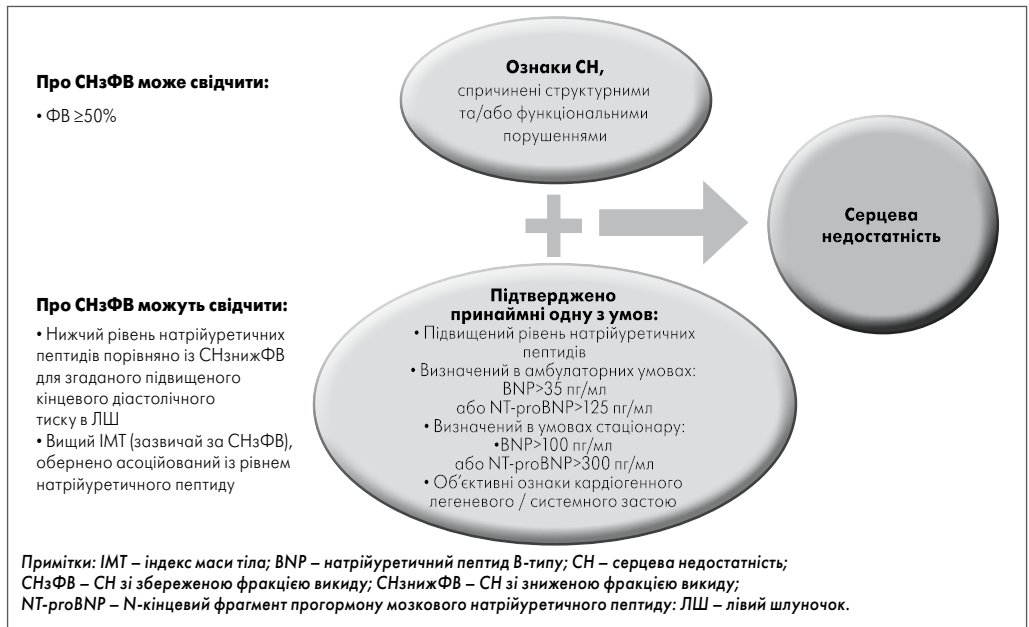 Про СНзФВ може свідчити:
• ФВ ≥50%
Ознаки СН,
спричинені структурними
та/або функціональними
порушеннями
Серцева
недостатність
Про СНзФВ можуть свідчити:
• Нижчий рівень натрійуретичних
пептидів порівняно із СНзнижФВ
для згаданого підвищеного
кінцевого діастолічного
тиску в ЛШ
• Вищий ІМТ (зазвичай за СНзФВ),
обернено асоційований із рівнем
натрійуретичного пептиду
Підтверджено
принаймні одну з умов:
• Підвищений рівень натрійуретичних
пептидів
• Визначений в амбулаторних умовах:
BNP>35 пг/мл
або NT-proBNP>125 пг/мл
• Визначений в умовах стаціонару:
•BNP>100 пг/мл
або NT-proBNP>300 пг/мл
• Об’єктивні ознаки кардіогенного
легеневого / системного застою
Примітки: ІМТ – індекс маси тіла; BNP – натрійуретичний пептид В-типу; СН – серцева недостатність;
СНзФВ – СН зі збереженою фракцією викиду; СНзнижФВ – СН зі зниженою фракцією викиду;
NT-proBNP – N-кінцевий фрагмент прогормону мозкового натрійуретичного пептиду: ЛШ – лівий шлуночок.